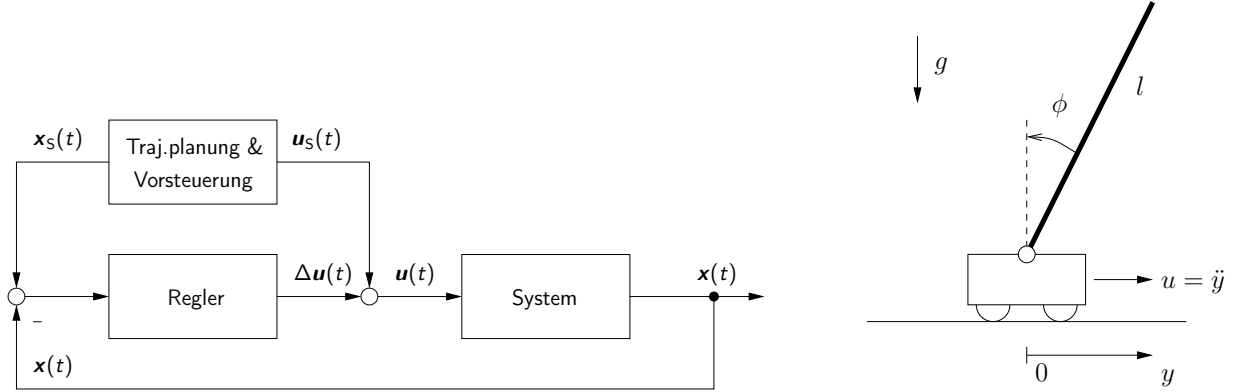 x_S(t)
Traj.planung &
Vorsteuerung
u_S(t)
Regler
Δu(t)
u(t)
System
x(t)
–
x(t)
g
ϕ
l
u = ÿ
0
y